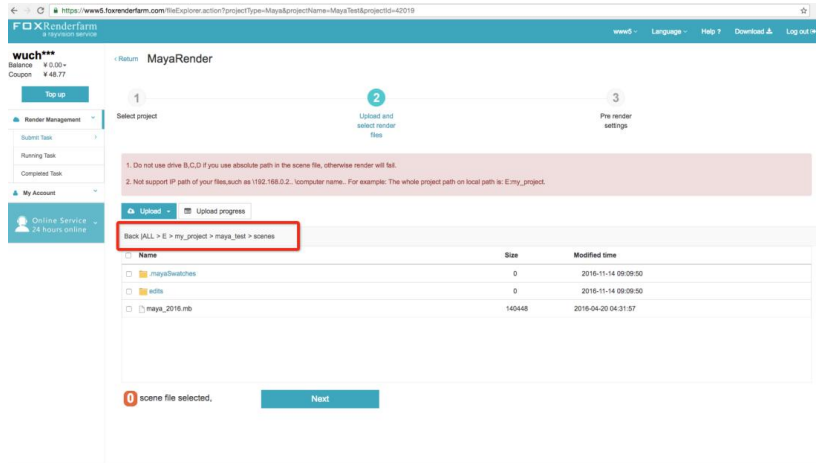 https://www5.foxrenderfarm.com/fileExplorer.action?projectType=Maya&projectName=MayaTest&projectId=42019
FOXRenderfarm
a rayvision service
www5
Language
Help ?
Download
Log out
wuch***
Balance ¥ 0.00
Coupon ¥ 48.77
Top up
Render Management
Submit Task
Running Task
Completed Task
My Account
Online Service
24 hours online
‹Return MayaRender
1
Select project
2
Upload and
select render
files
3
Pre render
settings
1. Do not use drive B,C,D if you use absolute path in the scene file, otherwise render will fail.
2. Not support IP path of your files,such as \192.168.0.2.. \computer name.. For example: The whole project path on local path is: E:my_project.
Upload
Upload progress
Back |ALL > E > my_project > maya_test > scenes
Name Size Modified time
.mayaSwatches 0 2016-11-14 09:09:50
edits 0 2016-11-14 09:09:50
maya_2016.mb 140448 2016-04-20 04:31:57
0 scene file selected,
Next